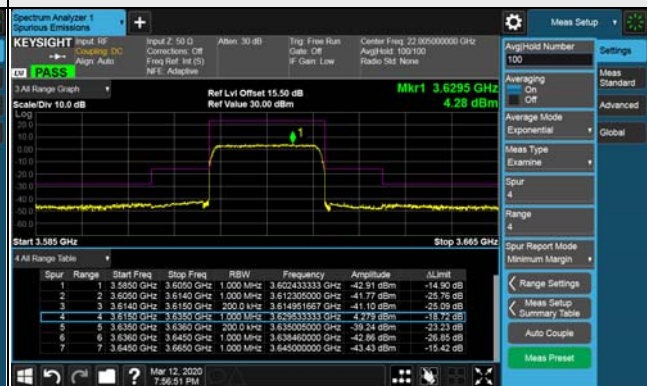 Spectrum Analyzer 1
Spurious Emissions
+
Meas Setup
KEYSIGHT
Input: RF
Coupling: DC
Align: Auto
Input Z: 50 Ω
Corrections: Off
Freq Ref: Int (S)
NFE: Adaptive
Atten: 30 dB
Trig: Free Run
Gate: Off
IF Gain: Low
Center Freq: 22.005000000 GHz
Avg|Hold: 100/100
Radio Std: None
PASS
3 All Range Graph
Ref Lvl Offset 15.50 dB
Mkr1 3.6295 GHz
Scale/Div 10.0 dB
Ref Value 30.00 dBm
4.28 dBm
Log
20.0
10.0
0.00
-10.0
-20.0
-30.0
-40.0
-50.0
-60.0
1
Start 3.585 GHz
Stop 3.665 GHz
4 All Range Table
Spur Range Start Freq Stop Freq RBW Frequency Amplitude ΔLimit
1 1 3.5850 GHz 3.6050 GHz 1.000 MHz 3.602433333 GHz -42.91 dBm -14.90 dB
2 2 3.6050 GHz 3.6140 GHz 1.000 MHz 3.612305000 GHz -41.77 dBm -25.76 dB
3 3 3.6140 GHz 3.6150 GHz 200.0 kHz 3.614951667 GHz -41.10 dBm -25.09 dB
4 4 3.6150 GHz 3.6350 GHz 1.000 MHz 3.629533333 GHz 4.279 dBm -18.72 dB
5 5 3.6350 GHz 3.6360 GHz 200.0 kHz 3.635005000 GHz -39.24 dBm -23.23 dB
6 6 3.6360 GHz 3.6450 GHz 1.000 MHz 3.638460000 GHz -42.86 dBm -26.85 dB
7 7 3.6450 GHz 3.6650 GHz 1.000 MHz 3.645000000 GHz -43.43 dBm -15.42 dB
Mar 12, 2020
7:56:51 PM
?
Avg|Hold Number
100
Averaging
On
Off
Average Mode
Exponential
Meas Type
Examine
Spur
4
Range
4
Spur Report Mode
Minimum Margin
Range Settings
Meas Setup
Summary Table
Auto Couple
Meas Preset
Settings
Meas
Standard
Advanced
Global